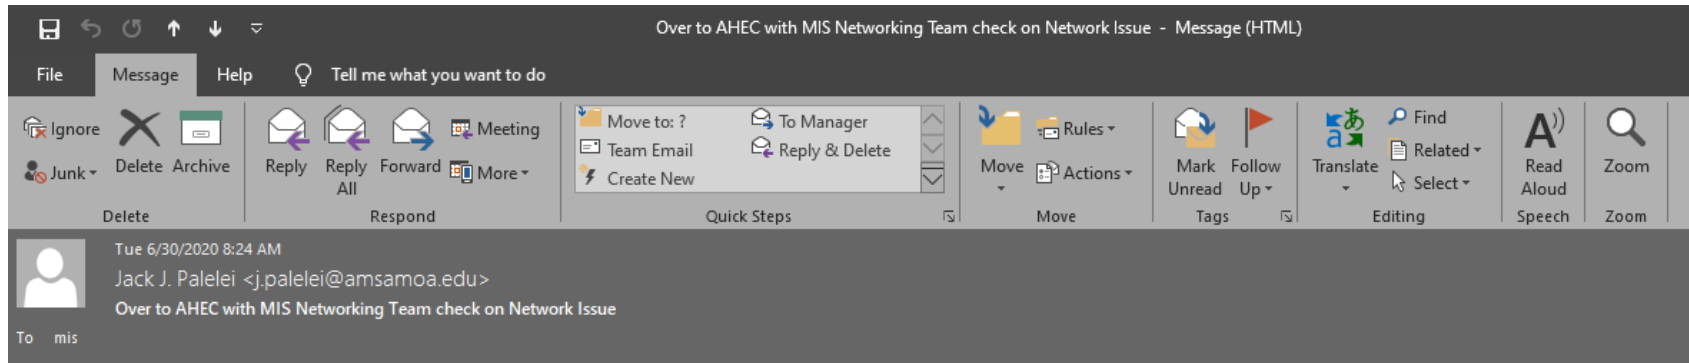 Over to AHEC with MIS Networking Team check on Network Issue - Message (HTML)
File Message Help Tell me what you want to do
Ignore
Junk
Delete
Archive
Delete
Reply
Reply All
Forward
Meeting
More
Respond
Move to: ?
Team Email
Create New
To Manager
Reply & Delete
Quick Steps
Move
Rules
Actions
Move
Mark Unread
Follow Up
Tags
Translate
Find
Related
Select
Editing
Read Aloud
Speech
Zoom
Zoom
Tue 6/30/2020 8:24 AM
Jack J. Palelei <j.palelei@amsamoa.edu>
Over to AHEC with MIS Networking Team check on Network Issue
To mis